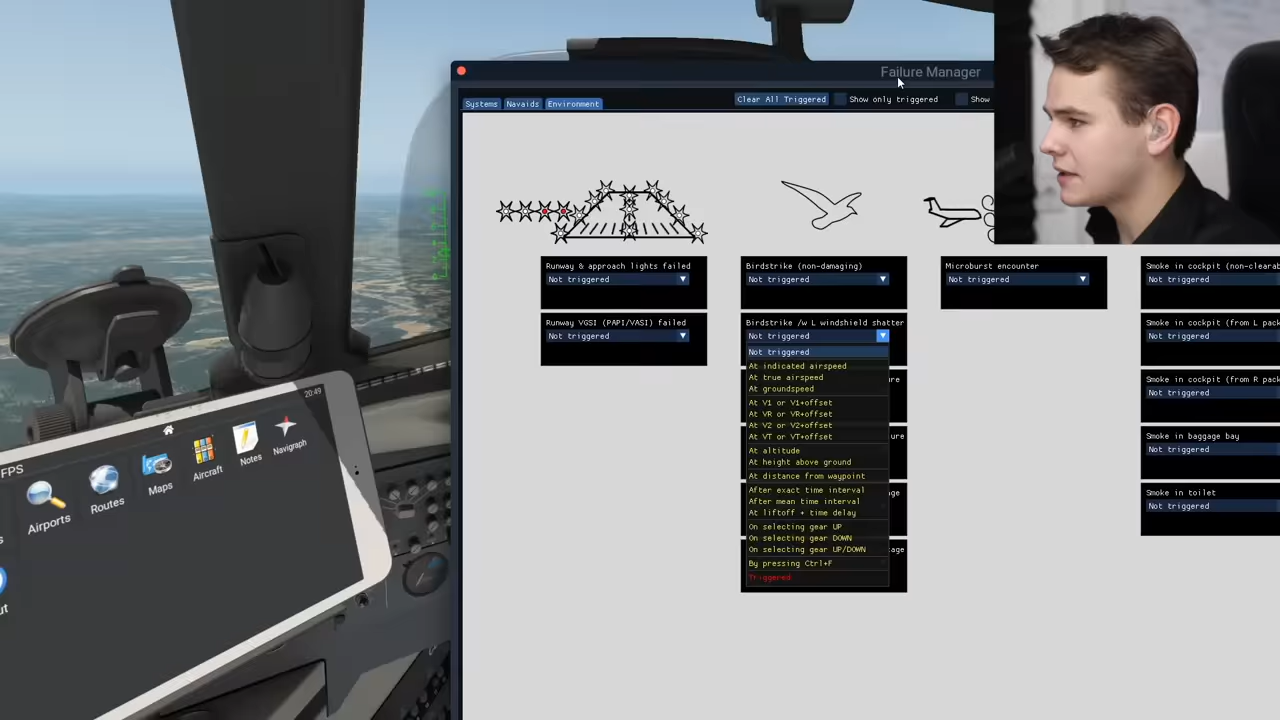 Failure Manager
Systems
Navaids
Environment
Clear All Triggered
Show only triggered
Show
Runway & approach lights failed
Not triggered
Runway VGSI (PAPI/VASI) failed
Not triggered
Birdstrike (non-damaging)
Not triggered
Birdstrike /w L windshield shatter
Not triggered
Not triggered
At indicated airspeed
At true airspeed
At groundspeed
At V1 or V1+offset
At VR or VR+offset
At V2 or V2+offset
At VT or VT+offset
At altitude
At height above ground
At distance from waypoint
After exact time interval
After mean time interval
At liftoff + time delay
On selecting gear UP
On selecting gear DOWN
On selecting gear UP/DOWN
By pressing Ctrl+F
Triggered
Microburst encounter
Not triggered
Smoke in cockpit (non-clearab
Not triggered
Smoke in cockpit (from L pack
Not triggered
Smoke in cockpit (from R pack
Not triggered
Smoke in baggage bay
Not triggered
Smoke in toilet
Not triggered
20:49
FPS
Airports
Routes
Maps
Aircraft
Notes
Navigraph